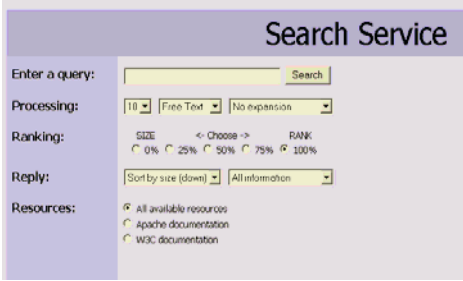 Search Service
Enter a query: Search
Processing: 10 Free Text No expansion
Ranking: SIZE <- Choose -> RANK
0% 25% 50% 75% 100%
Reply: Sort by size (down) All information
Resources: All available resources
Apache documentation
W3C documentation